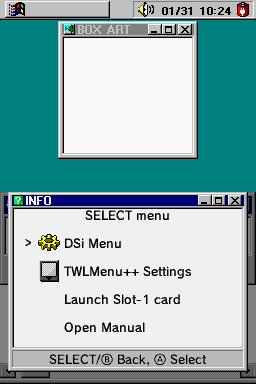 01/31 10:24
BOX ART
INFO
SELECT menu
> DSi Menu
TWLMenu++ Settings
Launch Slot-1 card
Open Manual
SELECT/Ⓑ Back, Ⓐ Select